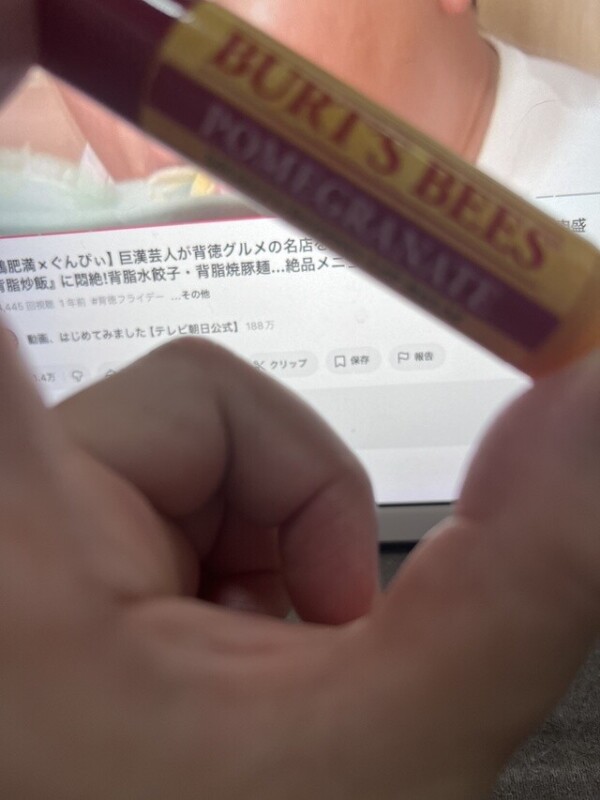 BURT'S BEES
POMEGRANATE
肥満×ぐんぴぃ】巨漢芸人が背徳グルメの名店
背脂炒飯』に悶絶!背脂水餃子・背脂焼豚麺...絶品メニュ
445 回視聴 1年前 #背徳フライデー ...その他
動画、はじめてみました【テレビ朝日公式】 188万
.4万 クリップ 保存 報告